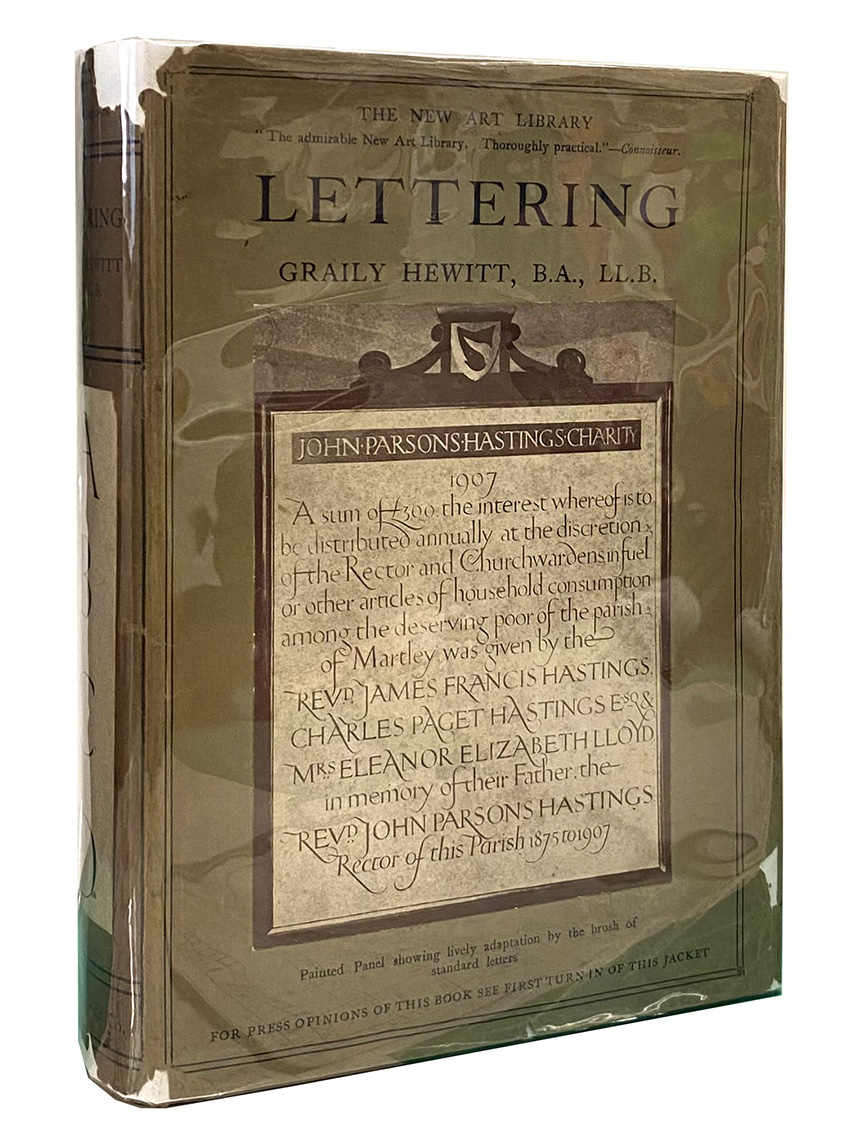 THE NEW ART LIBRARY
"The admirable New Art Library. Thoroughly practical."—Connoisseur.
LETTERING
GRAILY HEWITT, B.A., LL.B.
JOHN·PARSONS·HASTINGS·CHARITY
1907
A sum of £300. the interest whereof is to
be distributed annually at the discretion
of the Rector and Churchwardens in fuel
or other articles of household consumption
among the deserving poor of the parish
of Martley was given by the
REVD. JAMES FRANCIS HASTINGS.
CHARLES PAGET HASTINGS ESQ. &
MRS. ELEANOR ELIZABETH LLOYD,
in memory of their Father, the
REVD. JOHN PARSONS HASTINGS
Rector of this Parish 1875 to 1907
Painted Panel showing lively adaptation by the brush of
standard letters
FOR PRESS OPINIONS OF THIS BOOK SEE FIRST TURN IN OF THIS JACKET
RING
WITT
A
B
C
D